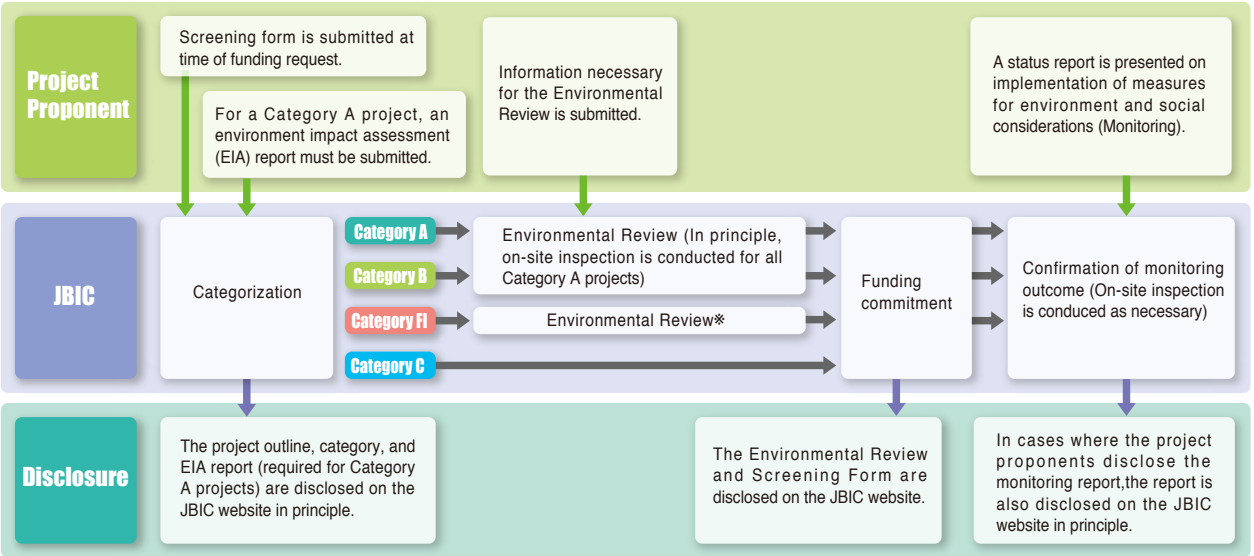 Project
Proponent
Screening form is submitted at
time of funding request.
For a Category A project, an
environment impact assessment
(EIA) report must be submitted.
Information necessary
for the Environmental
Review is submitted.
A status report is presented on
implementation of measures
for environment and social
considerations (Monitoring).
JBIC
Categorization
Category A
Category B
Category FI
Category C
Environmental Review (In principle,
on-site inspection is conducted for all
Category A projects)
Environmental Review※
Funding
commitment
Confirmation of monitoring
outcome (On-site inspection
is conduced as necessary)
Disclosure
The project outline, category, and
EIA report (required for Category
A projects) are disclosed on the
JBIC website in principle.
The Environmental Review
and Screening Form are
disclosed on the JBIC website.
In cases where the project
proponents disclose the
monitoring report,the report is
also disclosed on the JBIC
website in principle.